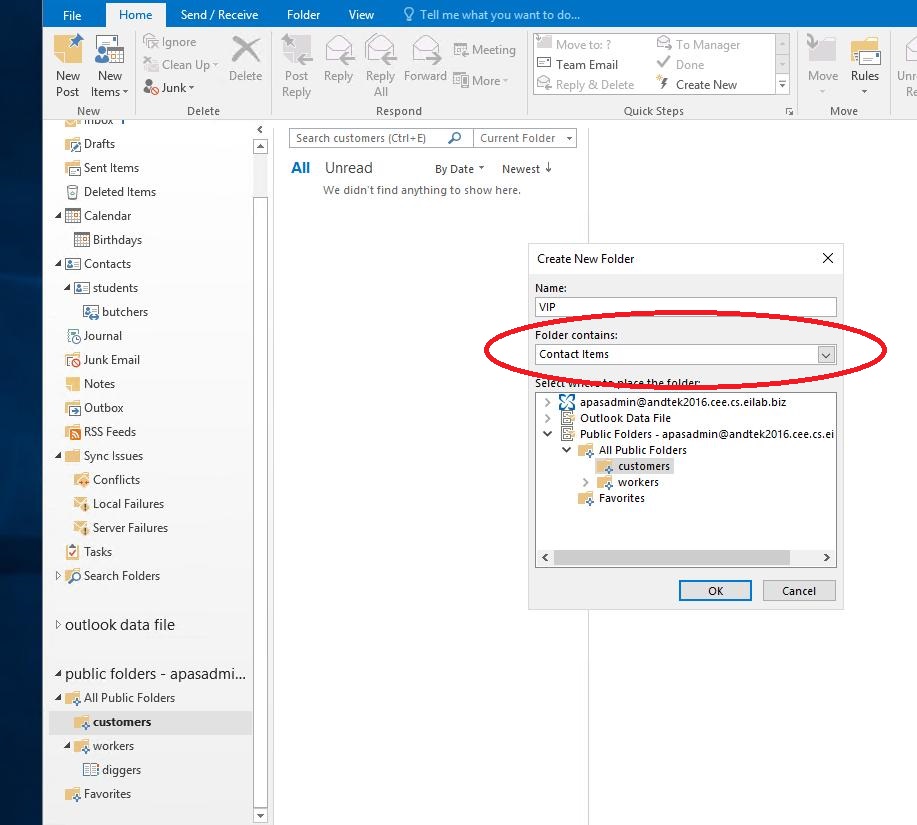 File Home Send / Receive Folder View Tell me what you want to do...
New Post
New Items
New
Ignore
Clean Up
Junk
Delete
Delete
Post Reply
Reply
Reply All
Forward
Meeting
More
Respond
Move to: ? To Manager
Team Email Done
Reply & Delete Create New
Quick Steps
Move
Rules
Move
Inbox 1
Drafts
Sent Items
Deleted Items
Calendar
Birthdays
Contacts
students
butchers
Journal
Junk Email
Notes
Outbox
RSS Feeds
Sync Issues
Conflicts
Local Failures
Server Failures
Tasks
Search Folders
outlook data file
public folders - apasadmi...
All Public Folders
customers
workers
diggers
Favorites
Search customers (Ctrl+E) Current Folder
All Unread By Date Newest
We didn't find anything to show here.
Create New Folder
Name:
VIP
Folder contains:
Contact Items
Select where to place the folder:
apasadmin@andtek2016.cee.cs.eilab.biz
Outlook Data File
Public Folders - apasadmin@andtek2016.cee.cs.ei
All Public Folders
customers
workers
Favorites
OK Cancel